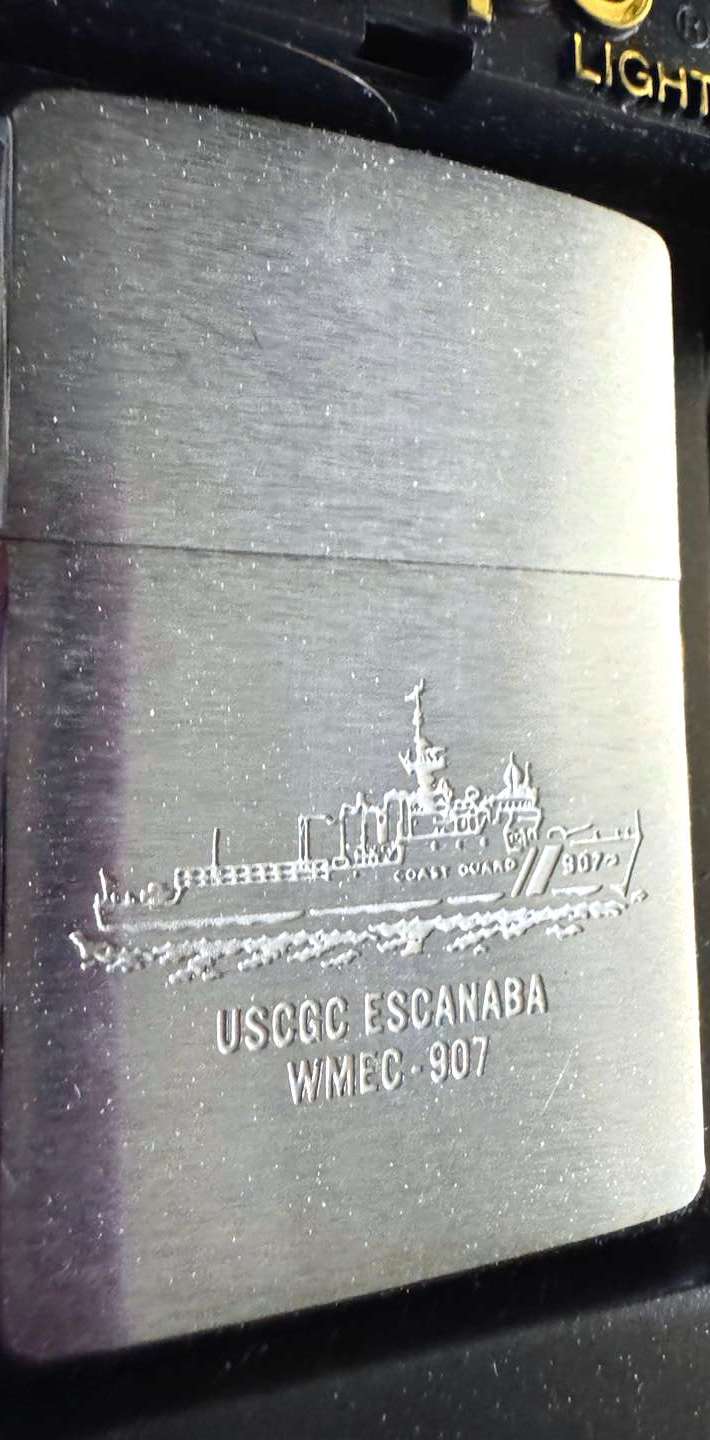 ®
LIGHT
COAST GUARD 907
USCGC ESCANABA
WMEC-907